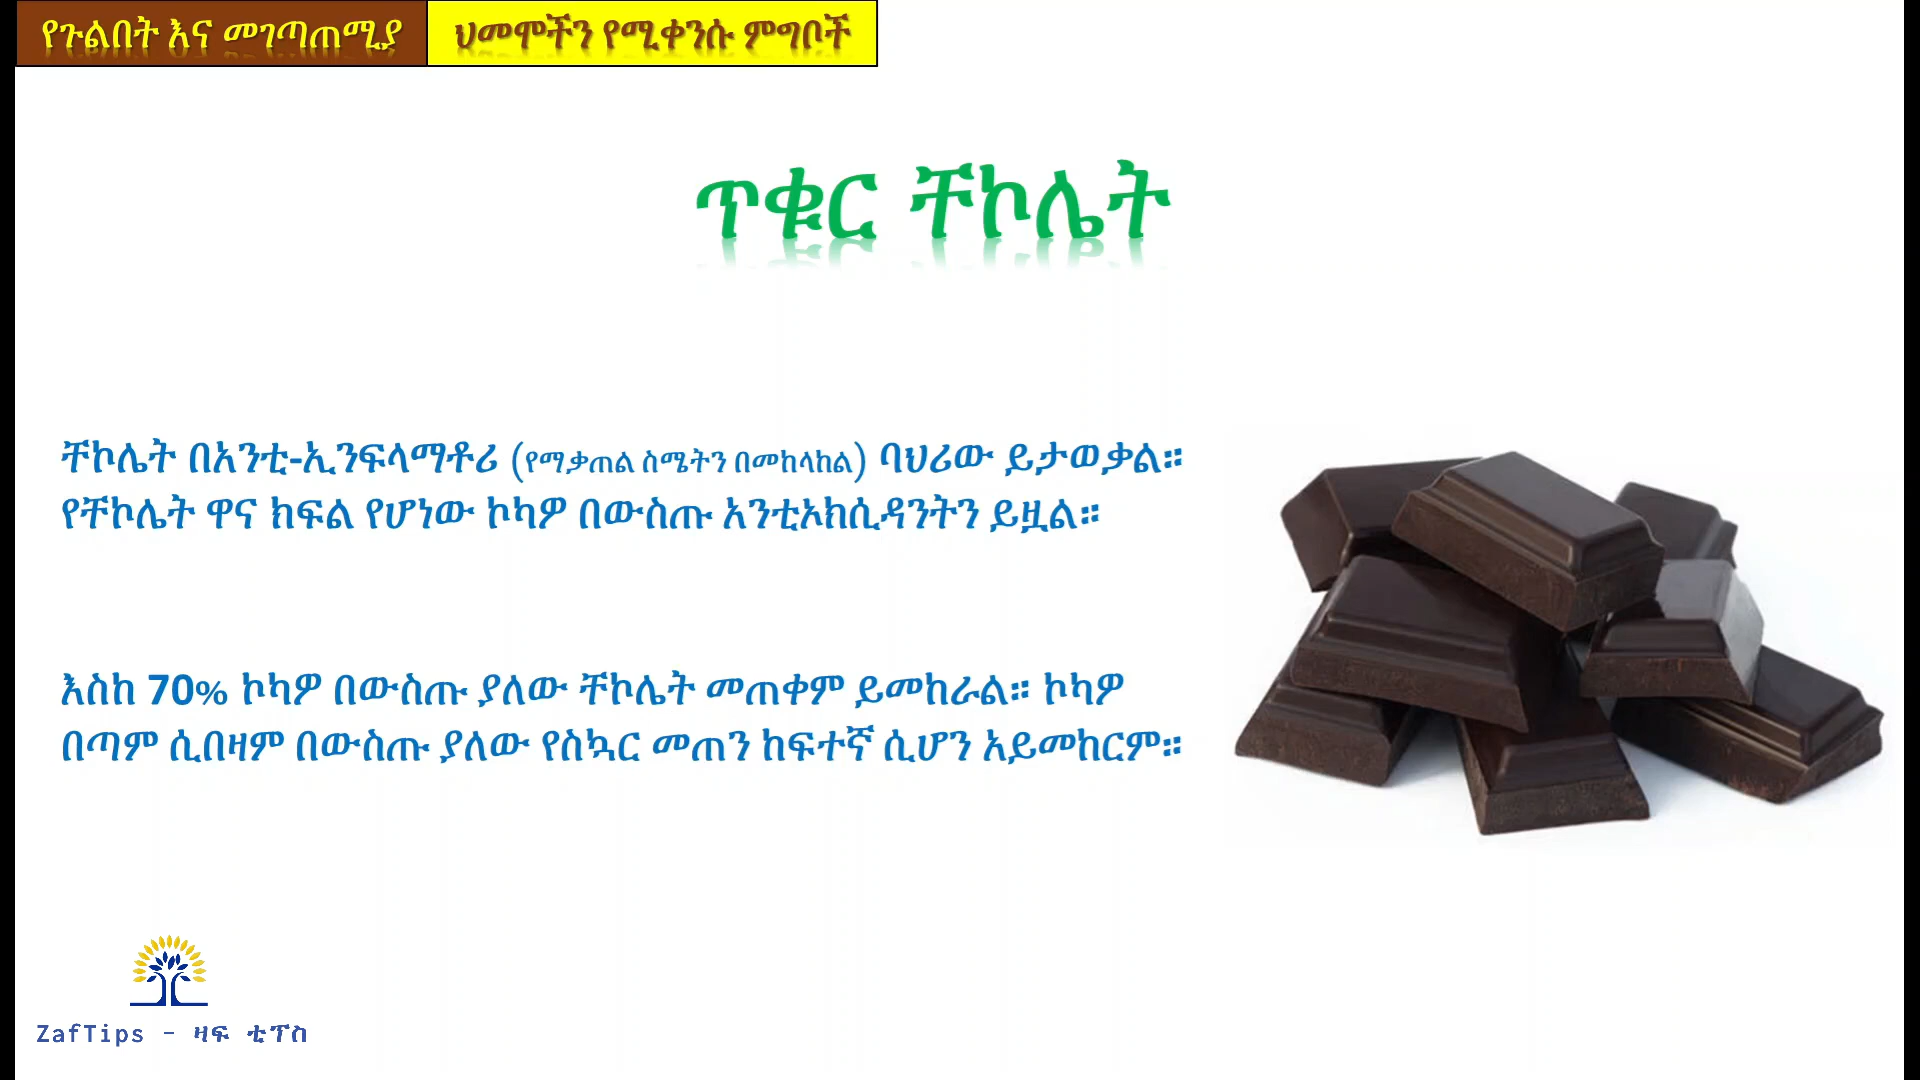 የጉልበት እና መገጣጠሚያ ህመሞችን የሚቀንሱ ምግቦች
ጥቁር ቸኮሌት
ቸኮሌት በአንቲ-ኢንፍላማቶሪ (የማቃጠል ስሜትን በመከላከል) ባህሪው ይታወቃል።
የቸኮሌት ዋና ክፍል የሆነው ኮካዎ በውስጡ አንቲኦክሲዳንትን ይዟል።
እስከ 70% ኮካዎ በውስጡ ያለው ቸኮሌት መጠቀም ይመከራል። ኮካዎ
በጣም ሲበዛም በውስጡ ያለው የስኳር መጠን ከፍተኛ ሲሆን አይመከርም።
ZafTips - ዛፍ ቲፕስ